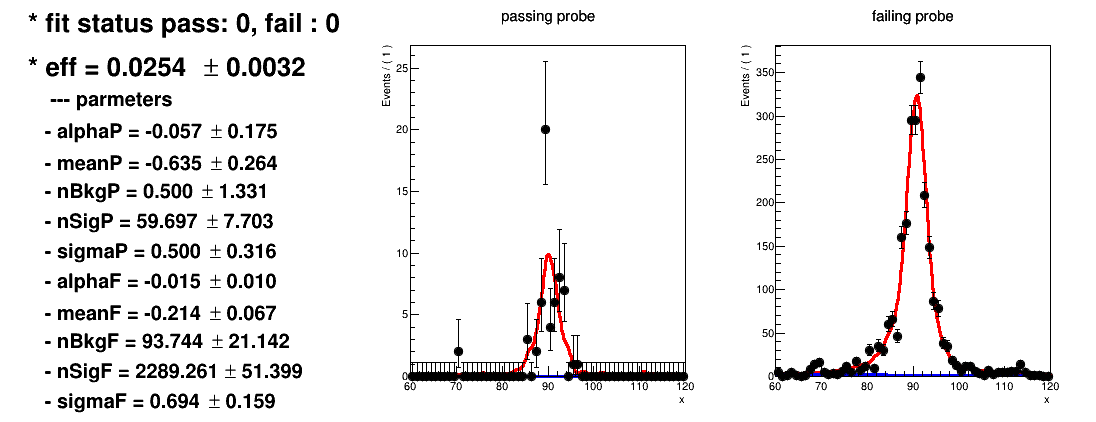 * fit status pass: 0, fail : 0
* eff = 0.0254 ± 0.0032
--- parmeters
- alphaP = -0.057 ± 0.175
- meanP = -0.635 ± 0.264
- nBkgP = 0.500 ± 1.331
- nSigP = 59.697 ± 7.703
- sigmaP = 0.500 ± 0.316
- alphaF = -0.015 ± 0.010
- meanF = -0.214 ± 0.067
- nBkgF = 93.744 ± 21.142
- nSigF = 2289.261 ± 51.399
- sigmaF = 0.694 ± 0.159
passing probe
Events / ( 1 )
25
20
15
10
5
0
60 70 80 90 100 110 120
x
failing probe
Events / ( 1 )
350
300
250
200
150
100
50
0
60 70 80 90 100 110 120
x